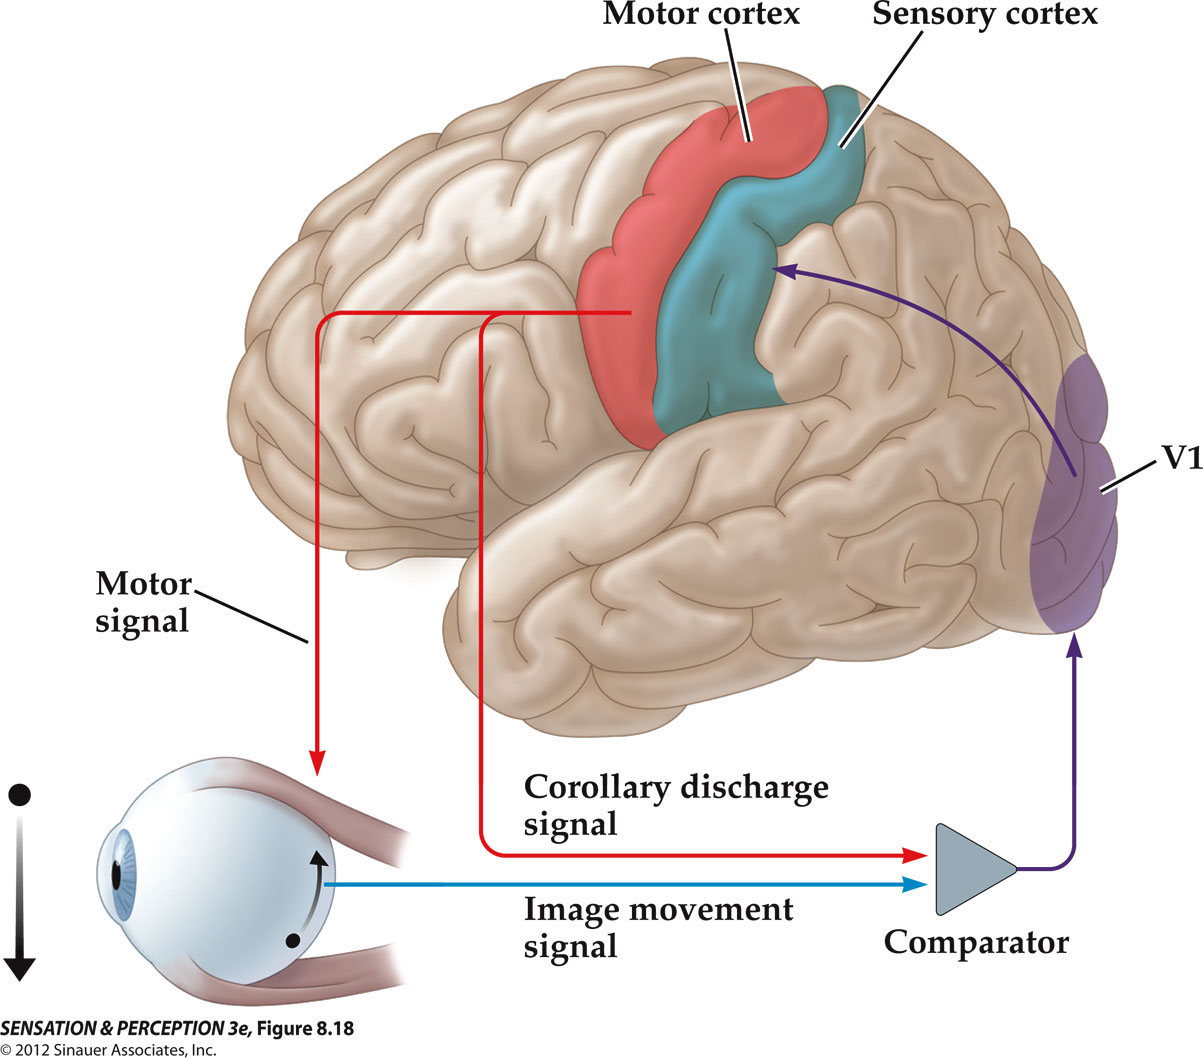 Motor cortex
Sensory cortex
V1
Motor
signal
Corollary discharge
signal
Image movement
signal
Comparator
SENSATION & PERCEPTION 3e, Figure 8.18
© 2012 Sinauer Associates, Inc.